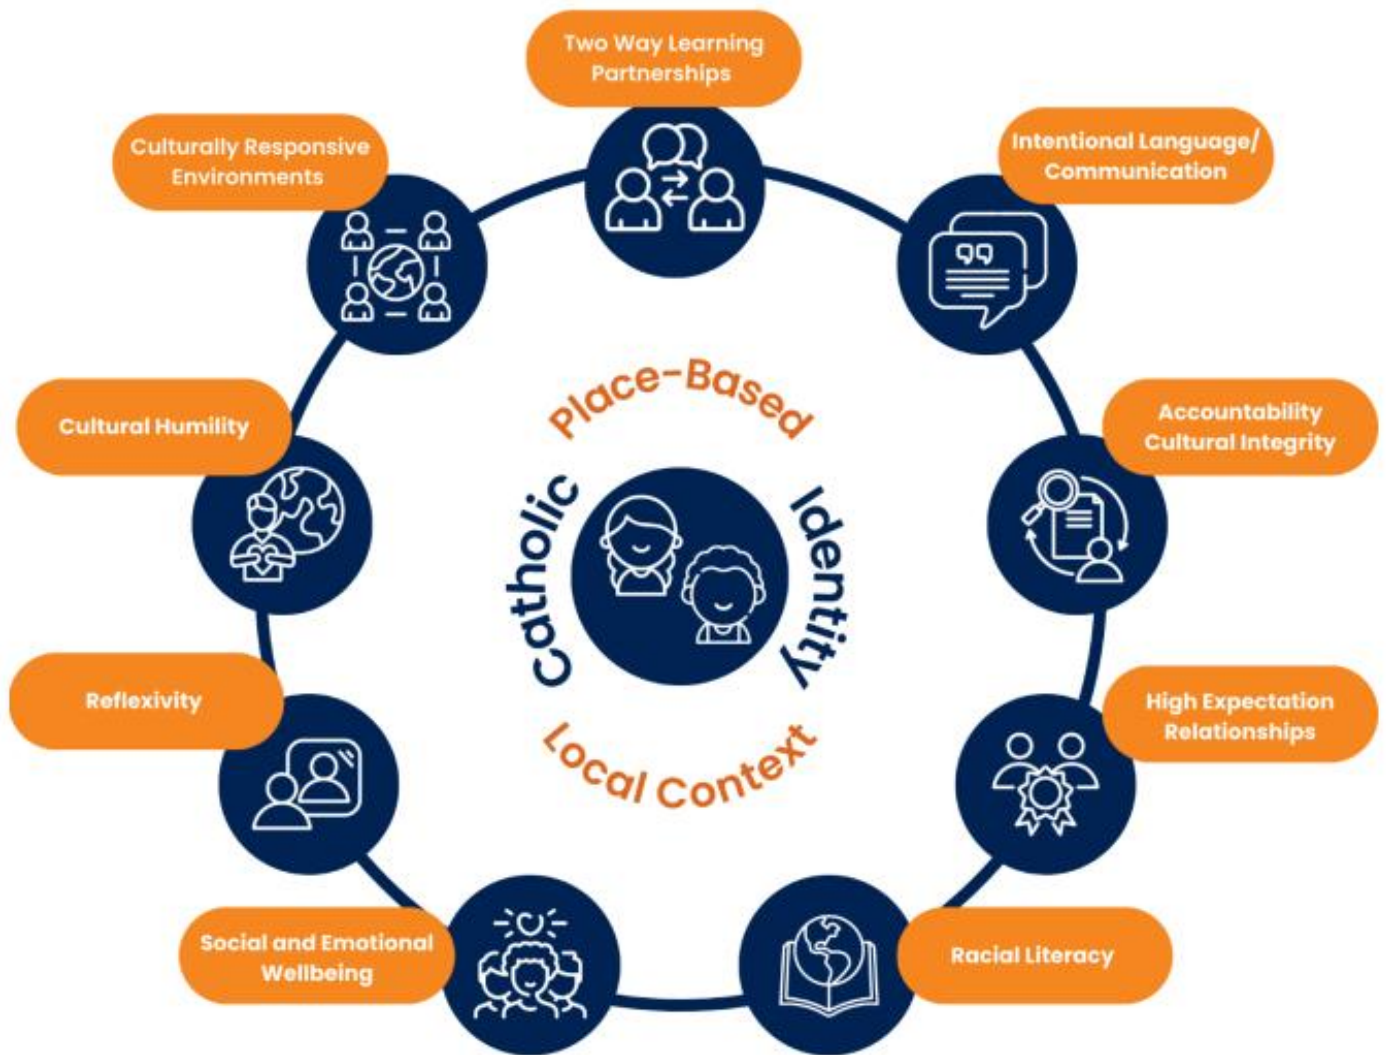 Two Way Learning
Partnerships
Intentional Language/
Communication
Accountability
Cultural Integrity
High Expectation
Relationships
Racial Literacy
Social and Emotional
Wellbeing
Reflexivity
Cultural Humility
Culturally Responsive
Environments
Place-Based
Catholic
Identity
Local Context